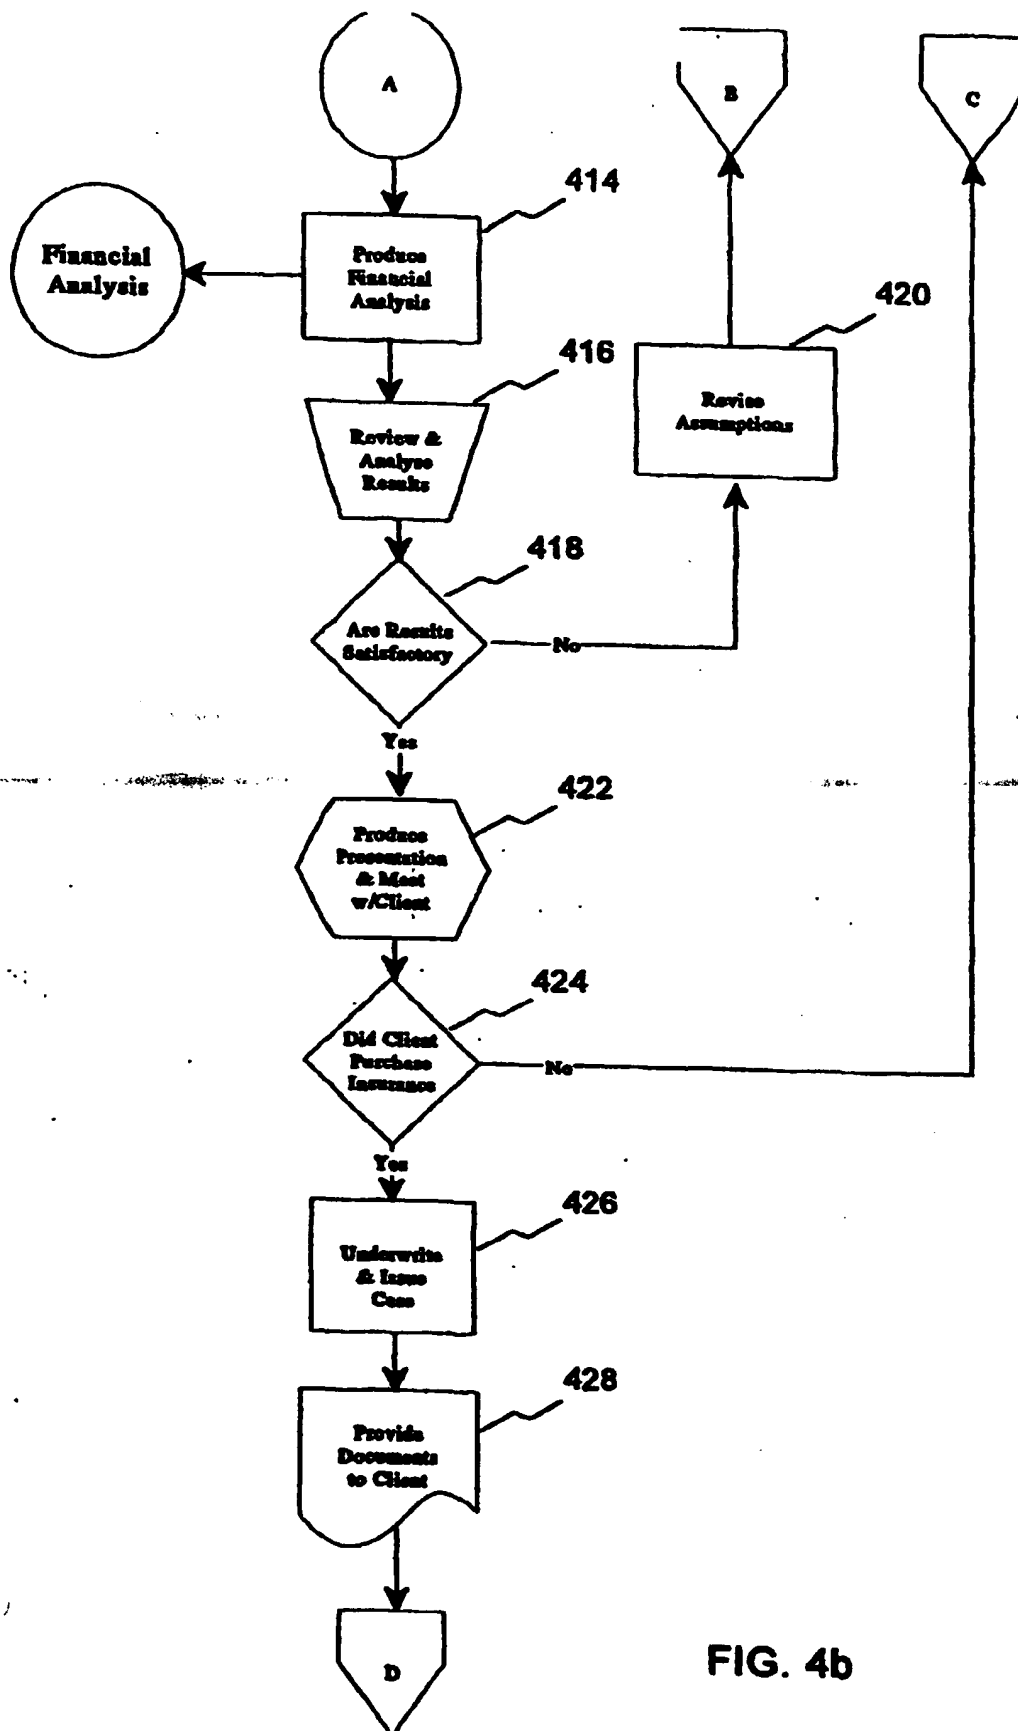 A
B
C
414
Financial
Analysis
Produce
Financial
Analysis
420
416
Revise
Assumptions
Review &
Analyse
Results
418
Are Results
Satisfactory
No
Yes
422
Produce
Presentation
& Meet
w/Client
424
Did Client
Purchase
Insurance
No
Yes
426
Underwrite
& Issue
Case
428
Provide
Documents
to Client
D
FIG. 4b